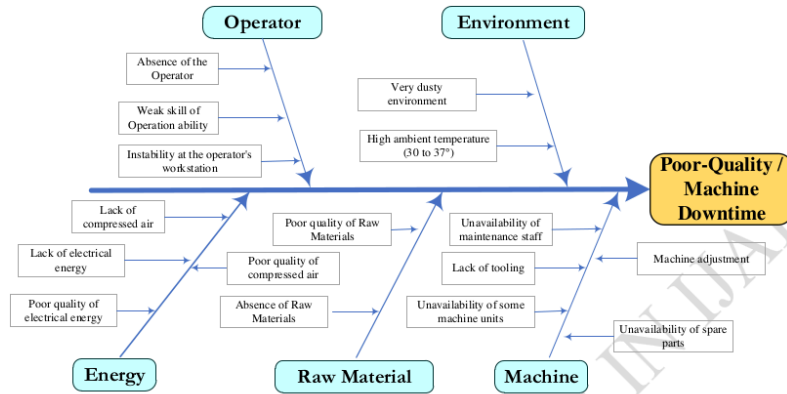 Operator
Environment
Absence of the
Operator
Very dusty
environment
Weak skill of
Operation ability
High ambient temperature
(30 to 37°)
Instability at the operator's
workstation
Poor-Quality /
Machine
Downtime
Lack of
compressed air
Poor quality of Raw
Materials
Unavailability of
maintenance staff
Lack of electrical
energy
Poor quality of
compressed air
Lack of tooling
Machine adjustment
Poor quality of
electrical energy
Absence of Raw
Materials
Unavailability of some
machine units
Unavailability of spare
parts
Energy
Raw Material
Machine